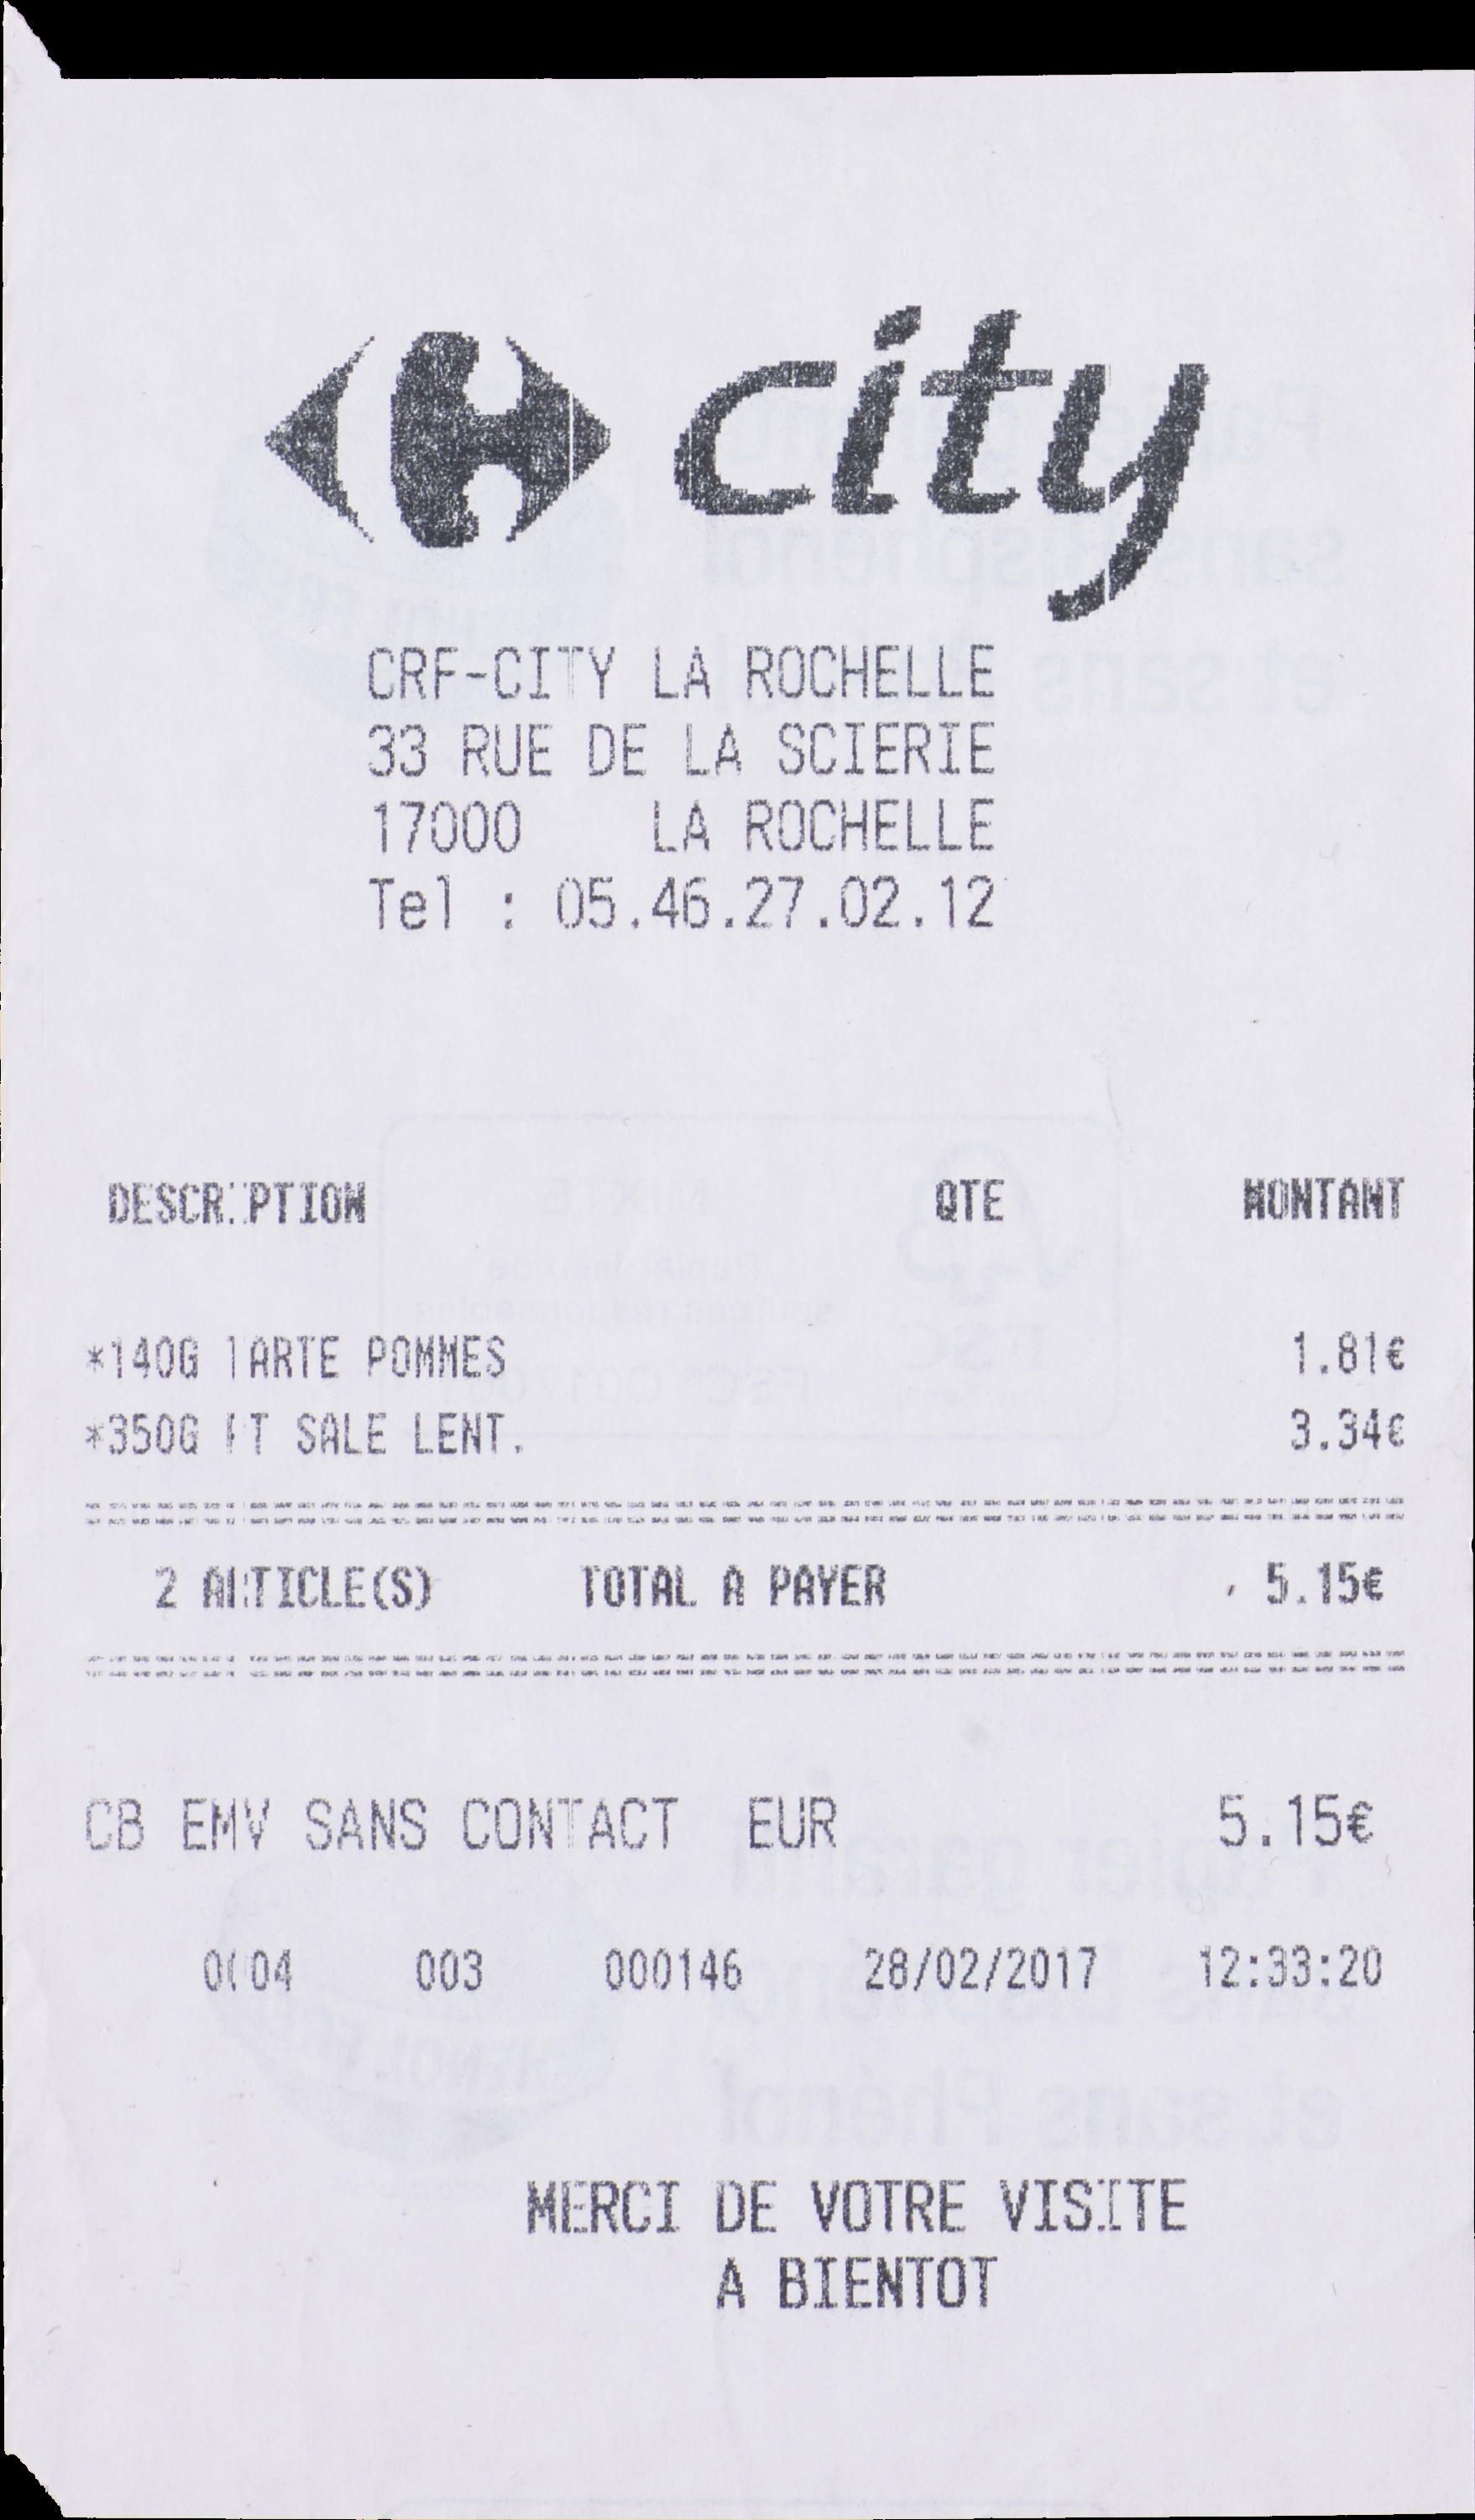 city
CRF-CITY LA ROCHELLE
33 RUE DE LA SCIERIE
17000 LA ROCHELLE
Tel : 05.46.27.02.12
DESCRIPTION QTE MONTANT
*140G TARTE POMMES 1.81€
*350G PT SALE LENT. 3.34€
2 ARTICLE(S) TOTAL A PAYER 5.15€
CB EMV SANS CONTACT EUR 5.15€
0004 003 000146 28/02/2017 12:33:20
MERCI DE VOTRE VISITE
A BIENTOT